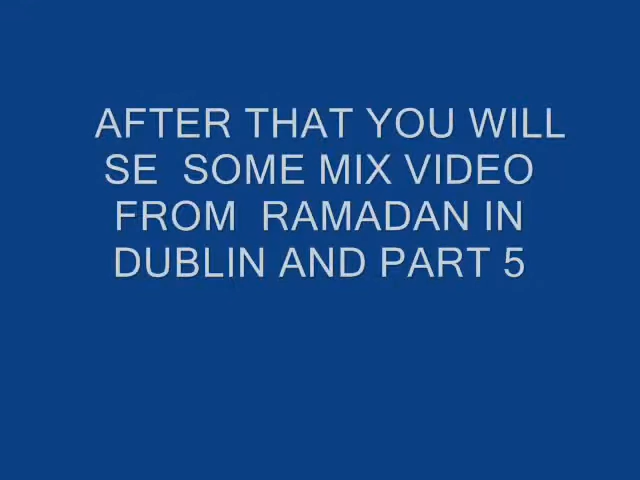 AFTER THAT YOU WILL
SE  SOME MIX VIDEO
FROM  RAMADAN IN
DUBLIN AND PART 5